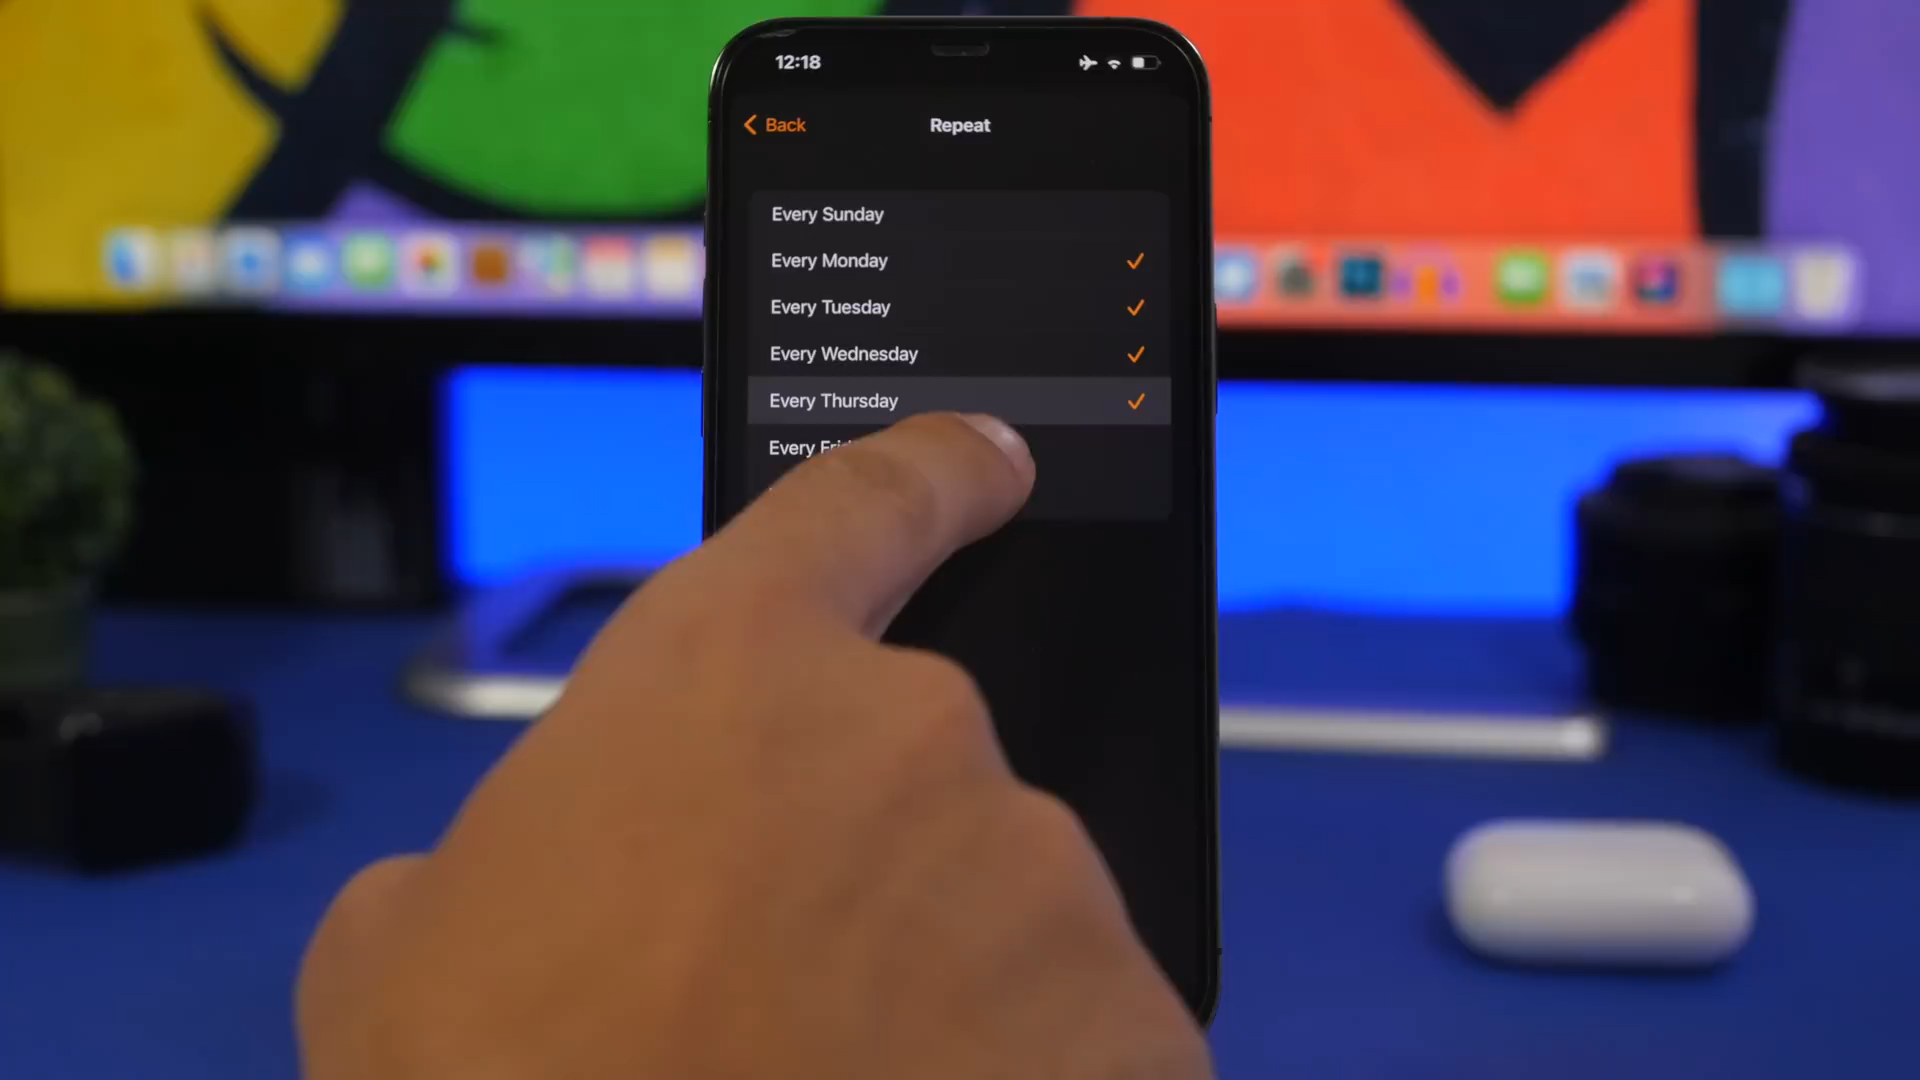 12:18
Back
Repeat
Every Sunday
Every Monday
Every Tuesday
Every Wednesday
Every Thursday
Every